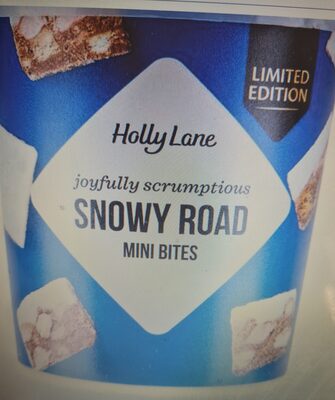 LIMITED
EDITION
Holly Lane
joyfully scrumptious
SNOWY ROAD
MINI BITES